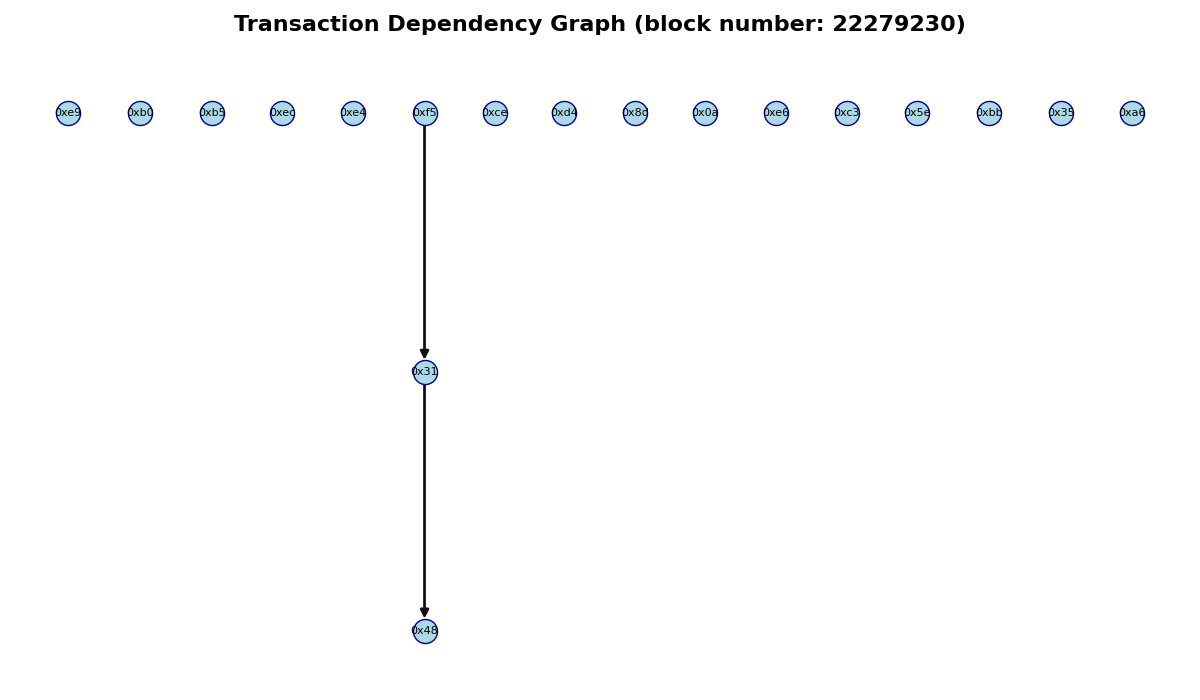 Transaction Dependency Graph (block number: 22279230)
0xe9 0xb0 0xb5 0xec 0xe4 0xf5 0xce 0xd4 0x8d 0x0a 0xe6 0xc3 0x5e 0xbb 0x35 0xa6
0x31
0x48